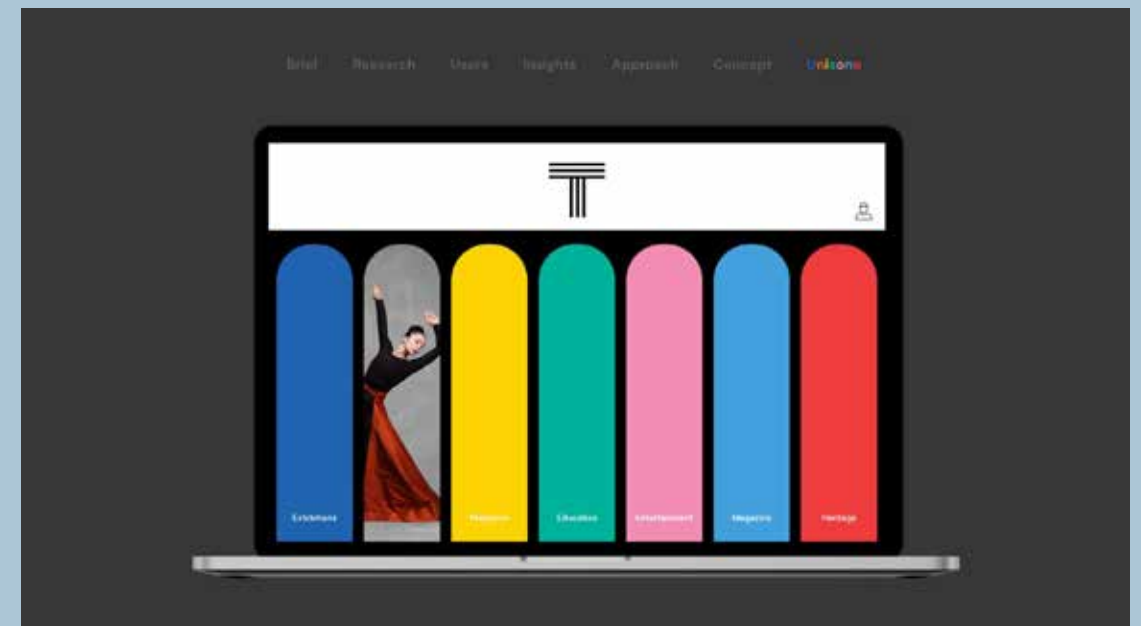 Brief Research Users Insights Approach Concept Unisono
T
Exhibitions Education Entertainment Magazine Heritage